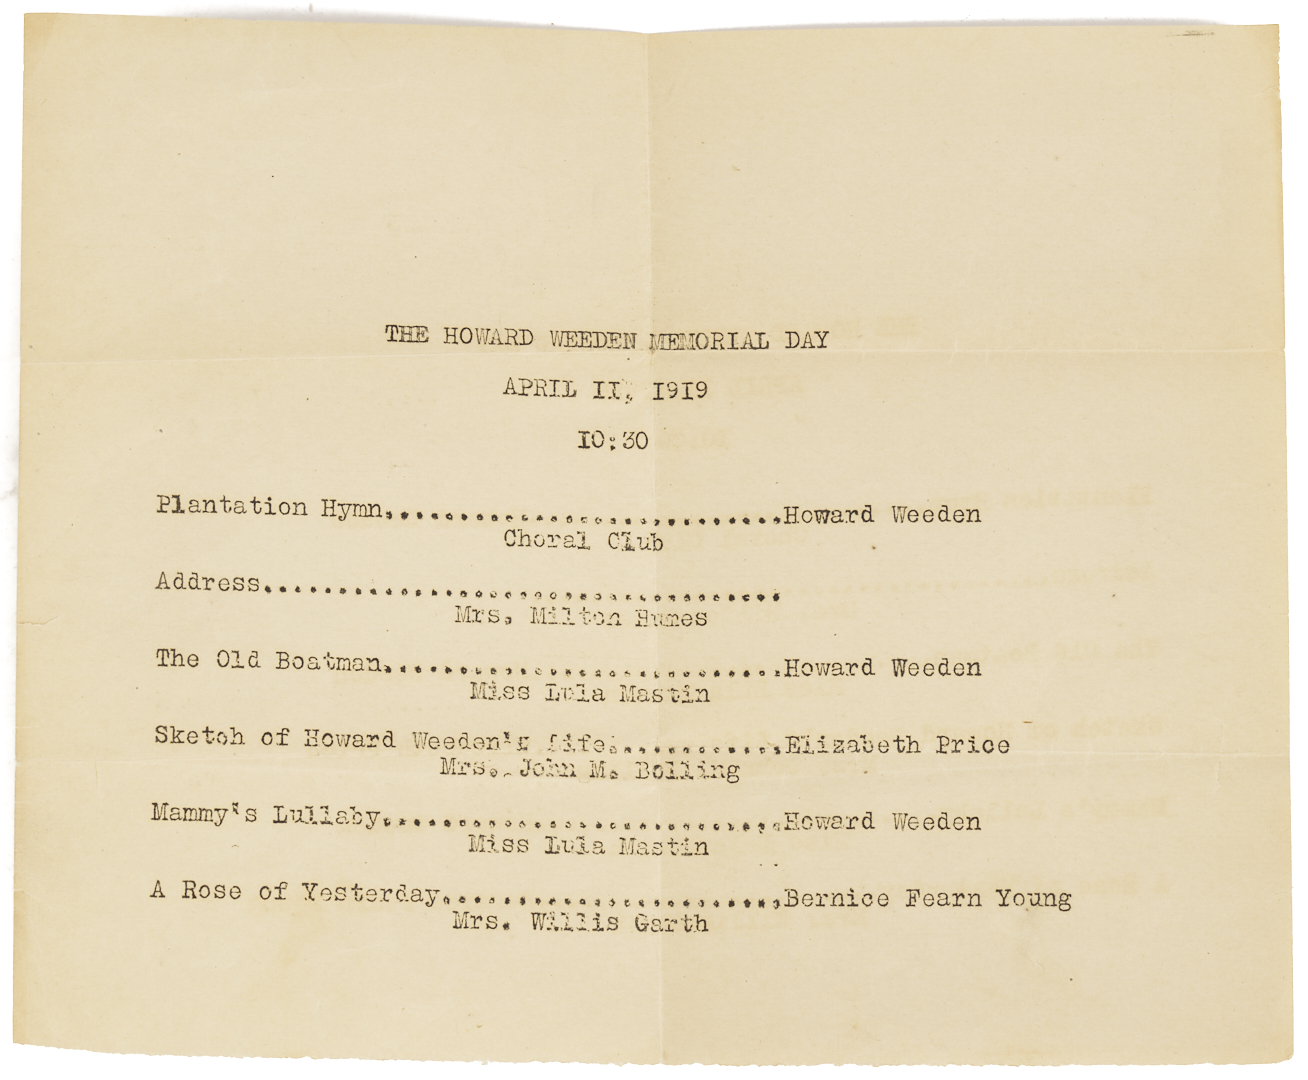 THE HOWARD WEEDEN MEMORIAL DAY
APRIL II, I9I9
I0:30
Plantation Hymn...........................Howard Weeden
Choral Club
Address...................................
Mrs. Milton Humes
The Old Boatman...........................Howard Weeden
Miss Lula Mastin
Sketch of Howard Weeden's life............Elizabeth Price
Mrs. John M. Bolling
Mammy's Lullaby...........................Howard Weeden
Miss Lula Mastin
A Rose of Yesterday.......................Bernice Fearn Young
Mrs. Willis Garth